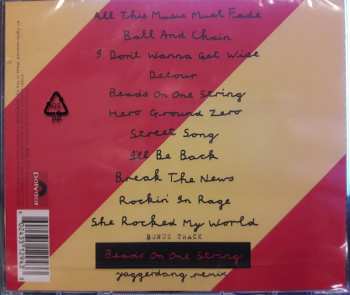 All This Music Must Fade
Ball And Chain
I Don't Wanna Get Wise
Detour
Beads On One String
Hero Ground Zero
Street Song
I'll Be Back
Break The News
Rockin' In Rage
She Rocked My World
BONUS TRACK
Beads On One String
yaggerdang remix
polydor